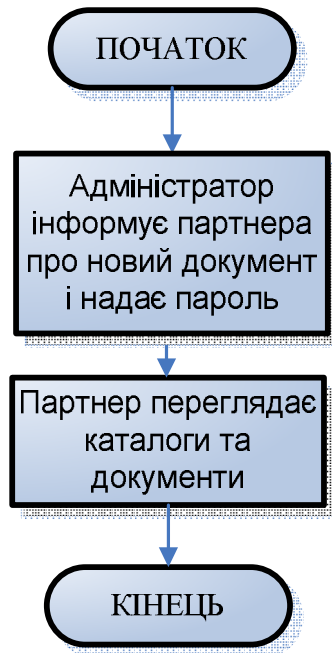 ПОЧАТОК
Адміністратор
інформує партнера
про новий документ
і надає пароль
Партнер переглядає
каталоги та
документи
КІНЕЦЬ